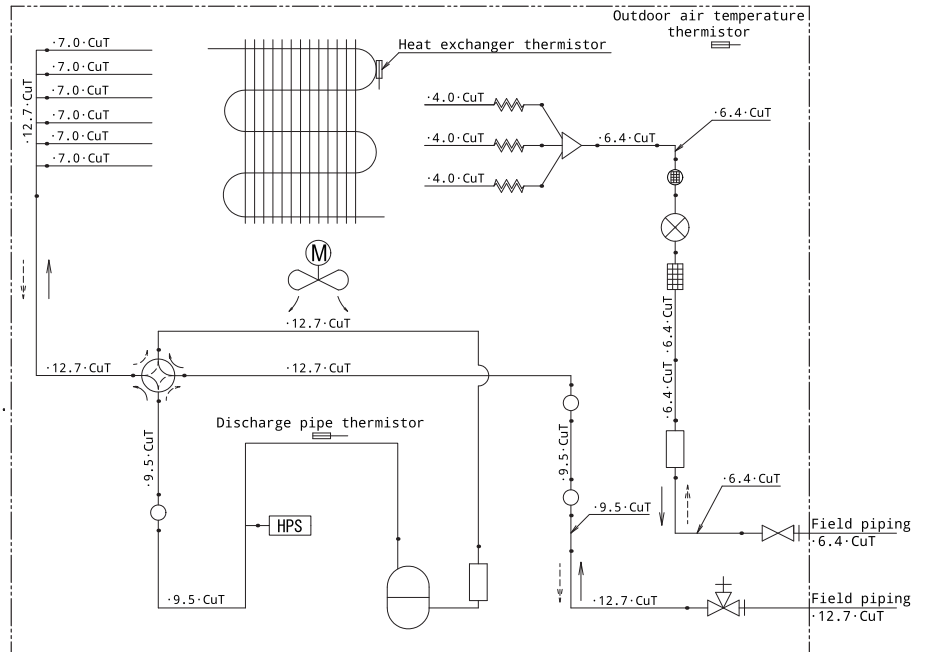 Outdoor air temperature
thermistor
·7.0·CuT
·7.0·CuT
·7.0·CuT
·7.0·CuT
·7.0·CuT
·7.0·CuT
·12.7·CuT
Heat exchanger thermistor
·4.0·CuT
·4.0·CuT
·4.0·CuT
·6.4·CuT
·6.4·CuT
M
·12.7·CuT
·12.7·CuT
·12.7·CuT
·6.4·CuT
·6.4·CuT
Discharge pipe thermistor
·9.5·CuT
·9.5·CuT
HPS
·9.5·CuT
·6.4·CuT
Field piping
·6.4·CuT
·9.5·CuT
·12.7·CuT
Field piping
·12.7·CuT